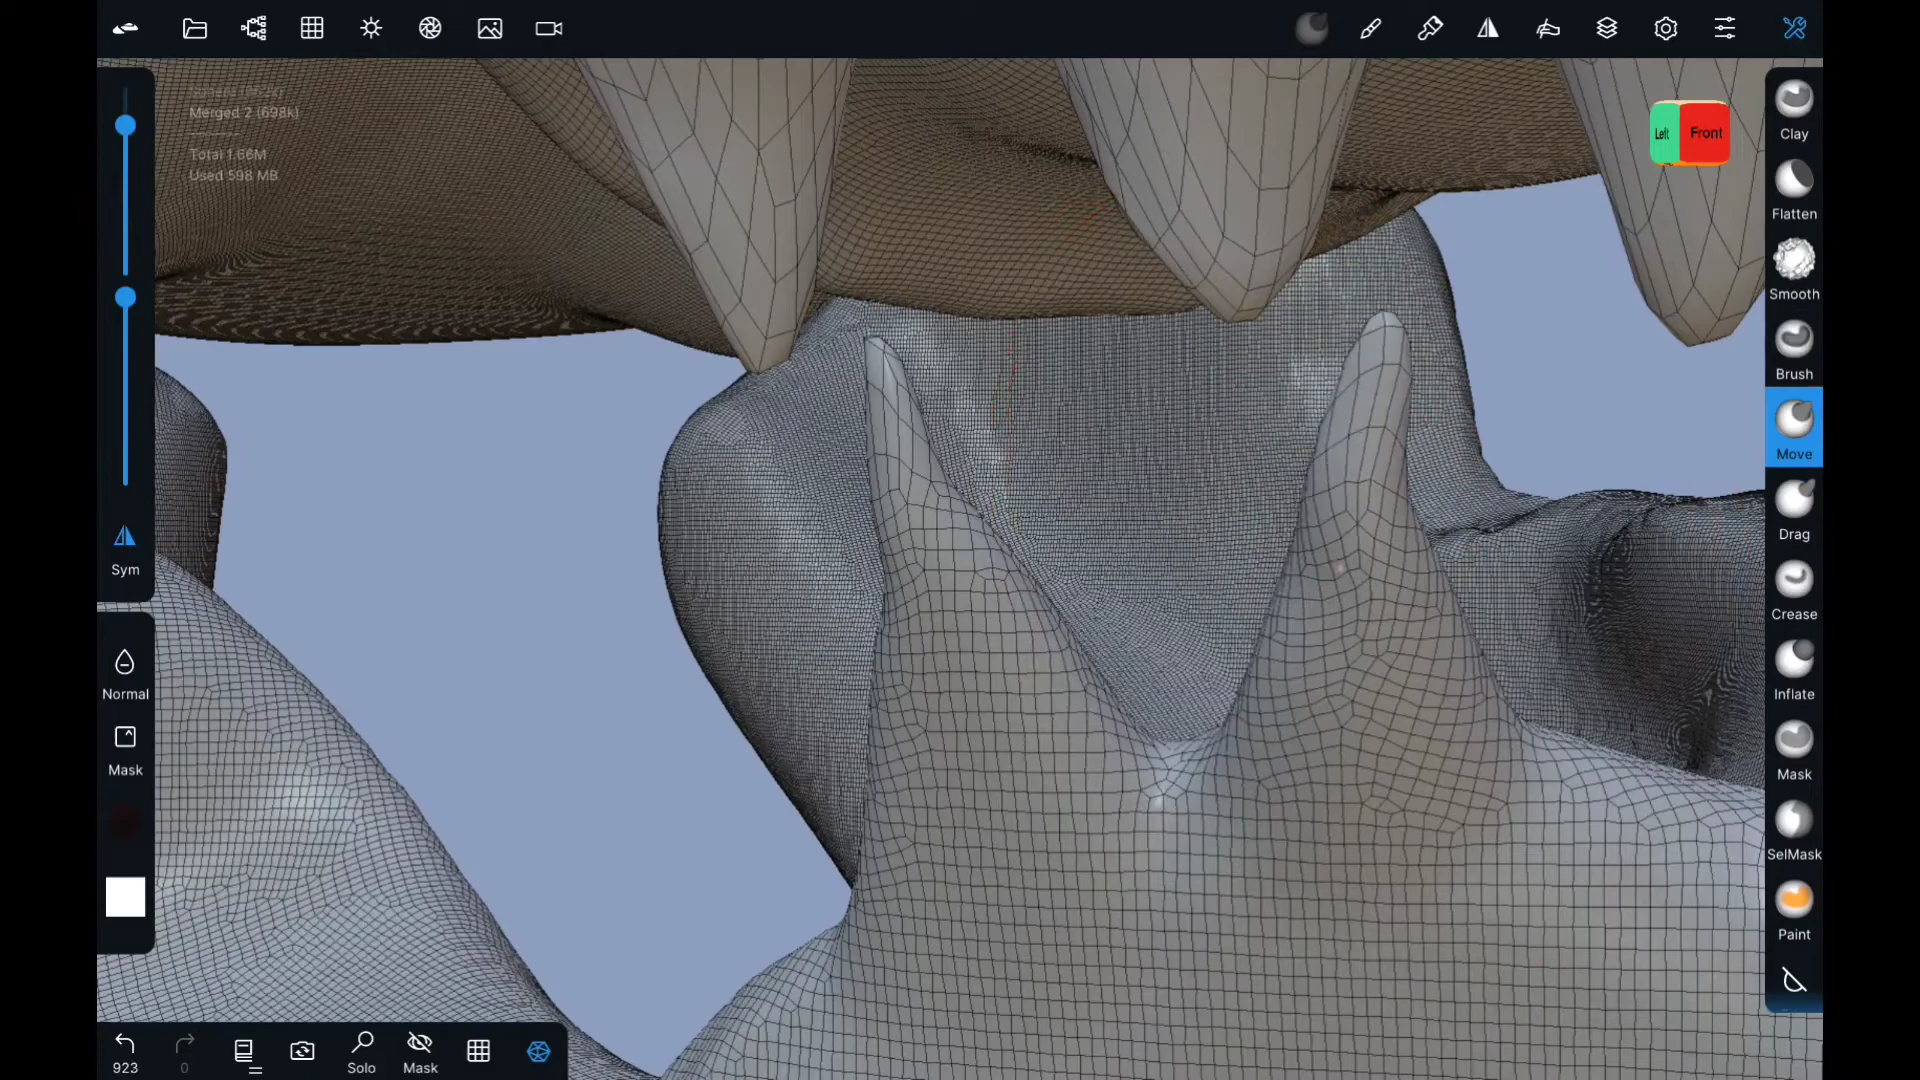 Merged 2 (698k)
Total 1.66M
Used 598 MB
Left
Front
Clay
Flatten
Smooth
Brush
Move
Drag
Crease
Inflate
Mask
SelMask
Paint
Sym
Normal
Mask
923
0
Solo
Mask